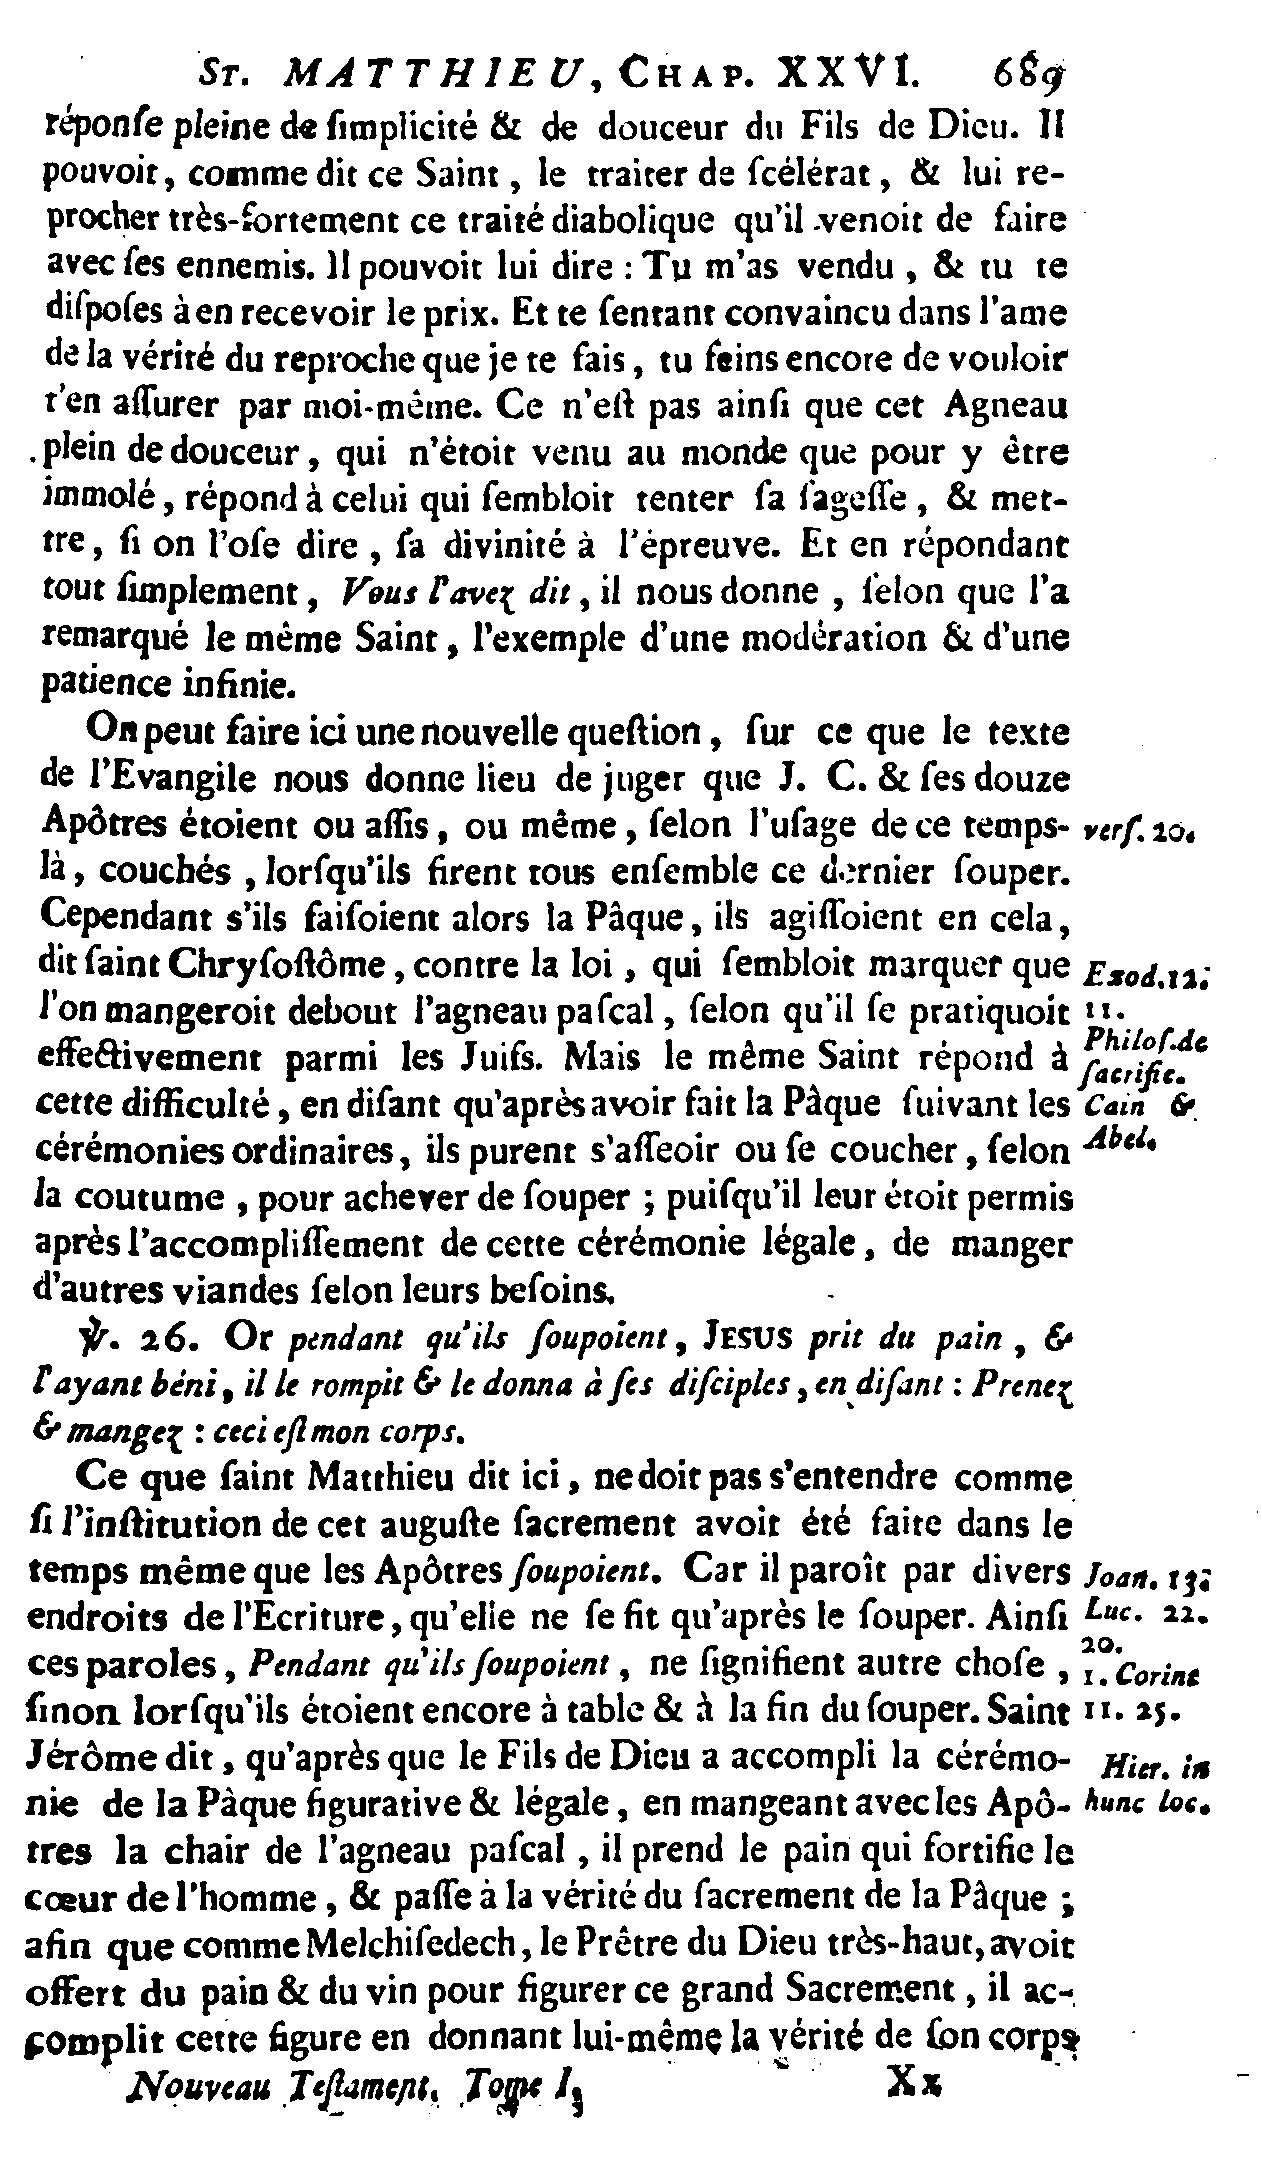 ST. MATTHIEU, CHAP. XXVI. 689
réponſe pleine de ſimplicité & de douceur du Fils de Dieu. Il
pouvoit, comme dit ce Saint, le traiter de ſcélérat, & lui re-
procher très-fortement ce traité diabolique qu'il venoit de faire
avec ſes ennemis. Il pouvoit lui dire : Tu m'as vendu, & tu te
diſpoſes à en recevoir le prix. Et te ſentant convaincu dans l'ame
de la vérité du reproche que je te fais, tu feins encore de vouloir
t'en aſſurer par moi-même. Ce n'eſt pas ainſi que cet Agneau
plein de douceur, qui n'étoit venu au monde que pour y être
immolé, répond à celui qui ſembloit tenter ſa ſageſſe, & met-
tre, ſi on l'oſe dire, ſa divinité à l'épreuve. Et en répondant
tout ſimplement, Vous l'avez dit, il nous donne, ſelon que l'a
remarqué le même Saint, l'exemple d'une modération & d'une
patience infinie.
On peut faire ici une nouvelle queſtion, ſur ce que le texte
de l'Evangile nous donne lieu de juger que J. C. & ſes douze
Apôtres étoient ou aſſis, ou même, ſelon l'uſage de ce temps- verſ. 20.
là, couchés, lorſqu'ils firent tous enſemble ce dernier ſouper.
Cependant s'ils faiſoient alors la Pâque, ils agiſſoient en cela,
dit ſaint Chryſoſtôme, contre la loi, qui ſembloit marquer que Exod. 12.
l'on mangeroit debout l'agneau paſcal, ſelon qu'il ſe pratiquoit 11.
effectivement parmi les Juifs. Mais le même Saint répond à Philoſ. de
ſacrific.
cette difficulté, en diſant qu'après avoir fait la Pâque ſuivant les Cain &
cérémonies ordinaires, ils purent s'aſſeoir ou ſe coucher, ſelon Abel.
la coutume, pour achever de ſouper ; puiſqu'il leur étoit permis
après l'accompliſſement de cette cérémonie légale, de manger
d'autres viandes ſelon leurs beſoins.
℣. 26. Or pendant qu'ils ſoupoient, JESUS prit du pain, &
l'ayant béni, il le rompit & le donna à ſes diſciples, en diſant : Prenez
& mangez : ceci eſt mon corps.
Ce que ſaint Matthieu dit ici, ne doit pas s'entendre comme
ſi l'inſtitution de cet auguſte ſacrement avoit été faite dans le
temps même que les Apôtres ſoupoient. Car il paroît par divers Joan. 13.
endroits de l'Ecriture, qu'elle ne ſe fit qu'après le ſouper. Ainſi Luc. 22.
20.
ces paroles, Pendant qu'ils ſoupoient, ne ſignifient autre choſe, 1. Corint
ſinon lorſqu'ils étoient encore à table & à la fin du ſouper. Saint 11. 25.
Jérôme dit, qu'après que le Fils de Dieu a accompli la cérémo- Hier. in
nie de la Pàque figurative & légale, en mangeant avec les Apô- hunc loc.
tres la chair de l'agneau paſcal, il prend le pain qui fortifie le
cœur de l'homme, & paſſe à la vérité du ſacrement de la Pâque ;
afin que comme Melchiſedech, le Prêtre du Dieu très-haut, avoit
offert du pain & du vin pour figurer ce grand Sacrement, il ac-
complit cette figure en donnant lui-même la vérité de ſon corps
Nouveau Teſtament. Tome I. Xx